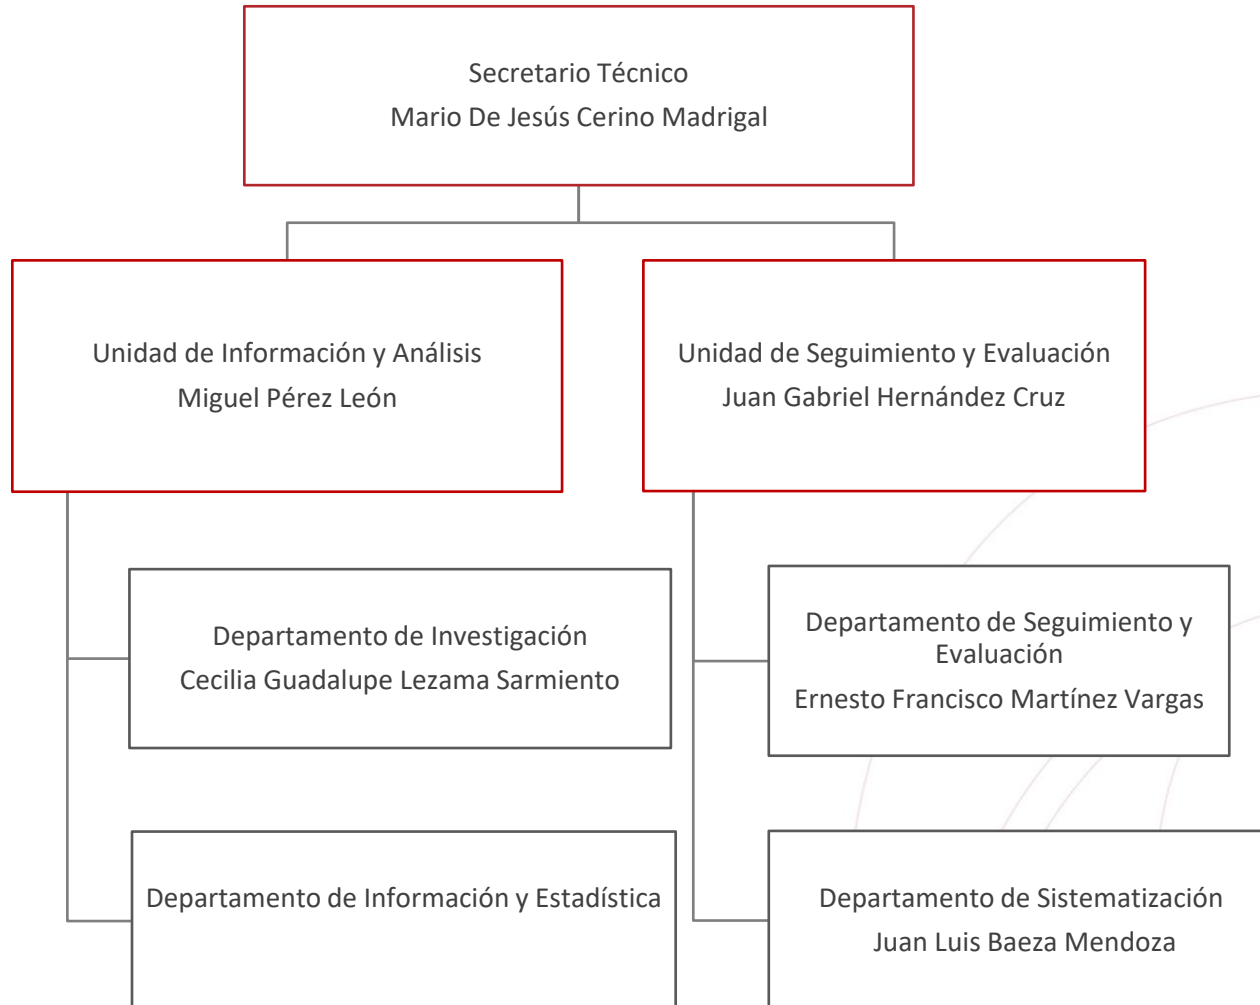 Secretario Técnico
Mario De Jesús Cerino Madrigal
Unidad de Información y Análisis
Miguel Pérez León
Unidad de Seguimiento y Evaluación
Juan Gabriel Hernández Cruz
Departamento de Investigación
Cecilia Guadalupe Lezama Sarmiento
Departamento de Seguimiento y
Evaluación
Ernesto Francisco Martínez Vargas
Departamento de Información y Estadística
Departamento de Sistematización
Juan Luis Baeza Mendoza